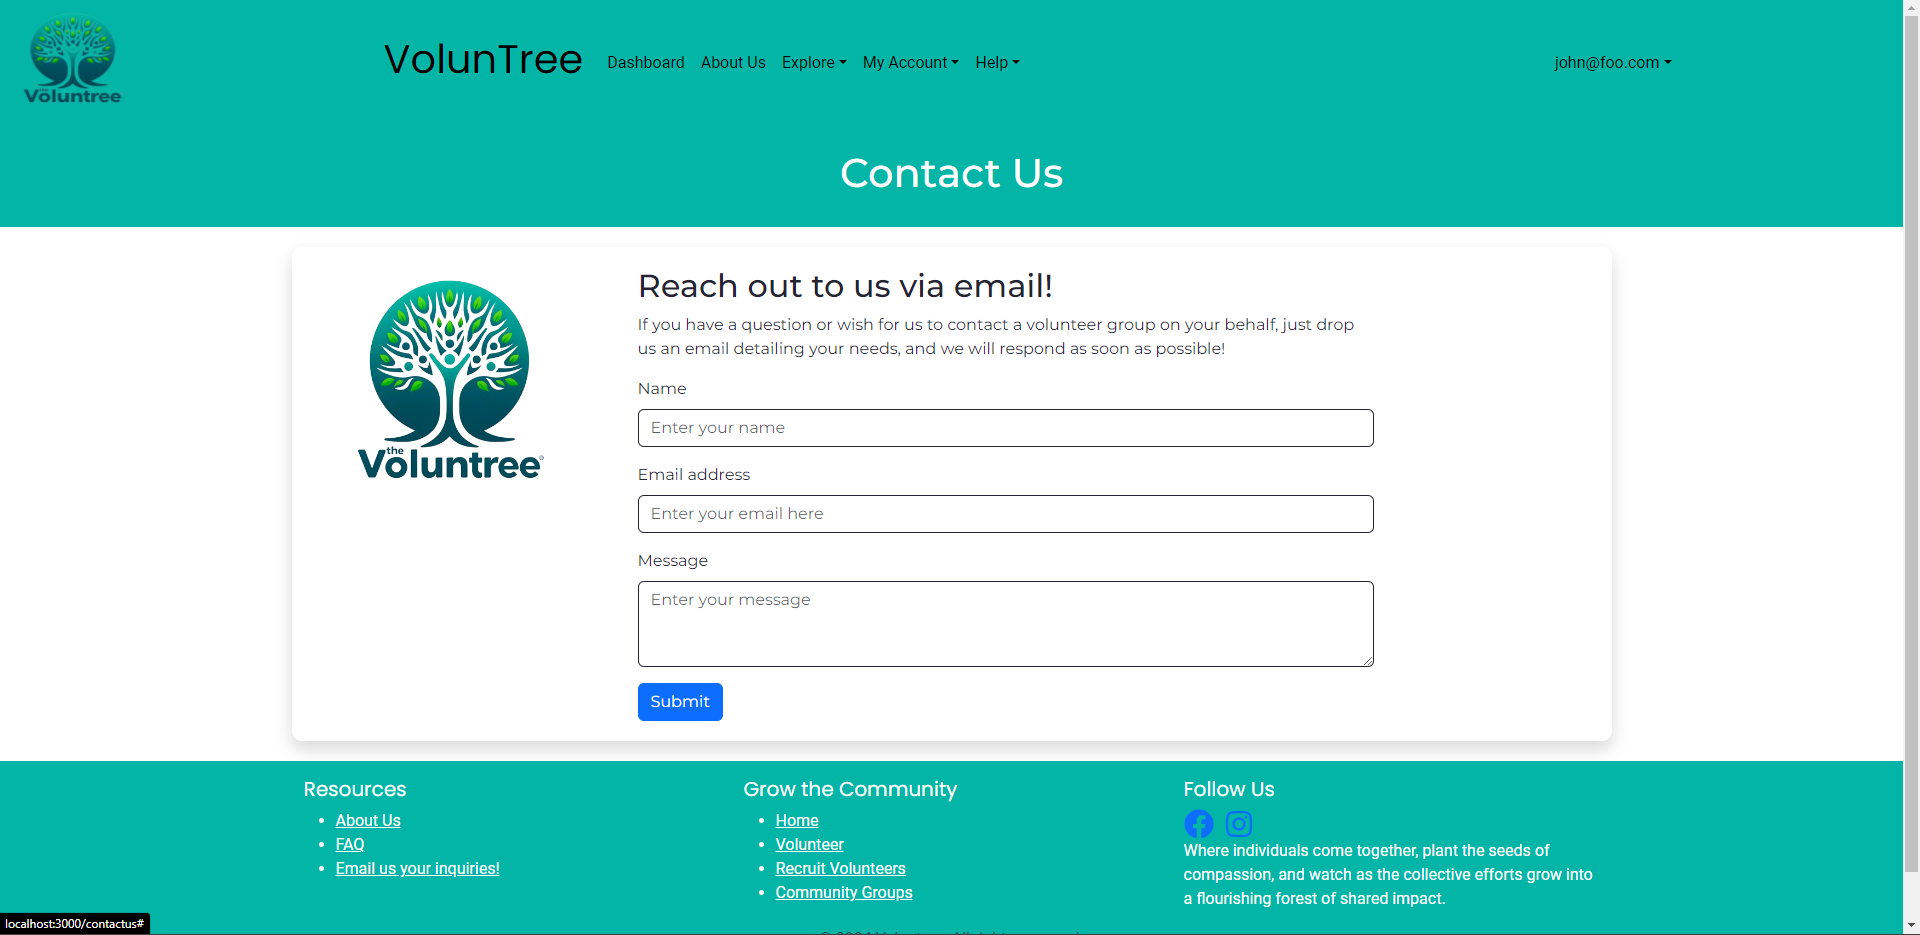 the
Voluntree
VolunTree
Dashboard
About Us
Explore
My Account
Help
john@foo.com
Contact Us
the
Voluntree
Reach out to us via email!
If you have a question or wish for us to contact a volunteer group on your behalf, just drop
us an email detailing your needs, and we will respond as soon as possible!
Name
Enter your name
Email address
Enter your email here
Message
Enter your message
Submit
Resources
About Us
FAQ
Email us your inquiries!
Grow the Community
Home
Volunteer
Recruit Volunteers
Community Groups
Follow Us
Where individuals come together, plant the seeds of
compassion, and watch as the collective efforts grow into
a flourishing forest of shared impact.
localhost:3000/contactus#